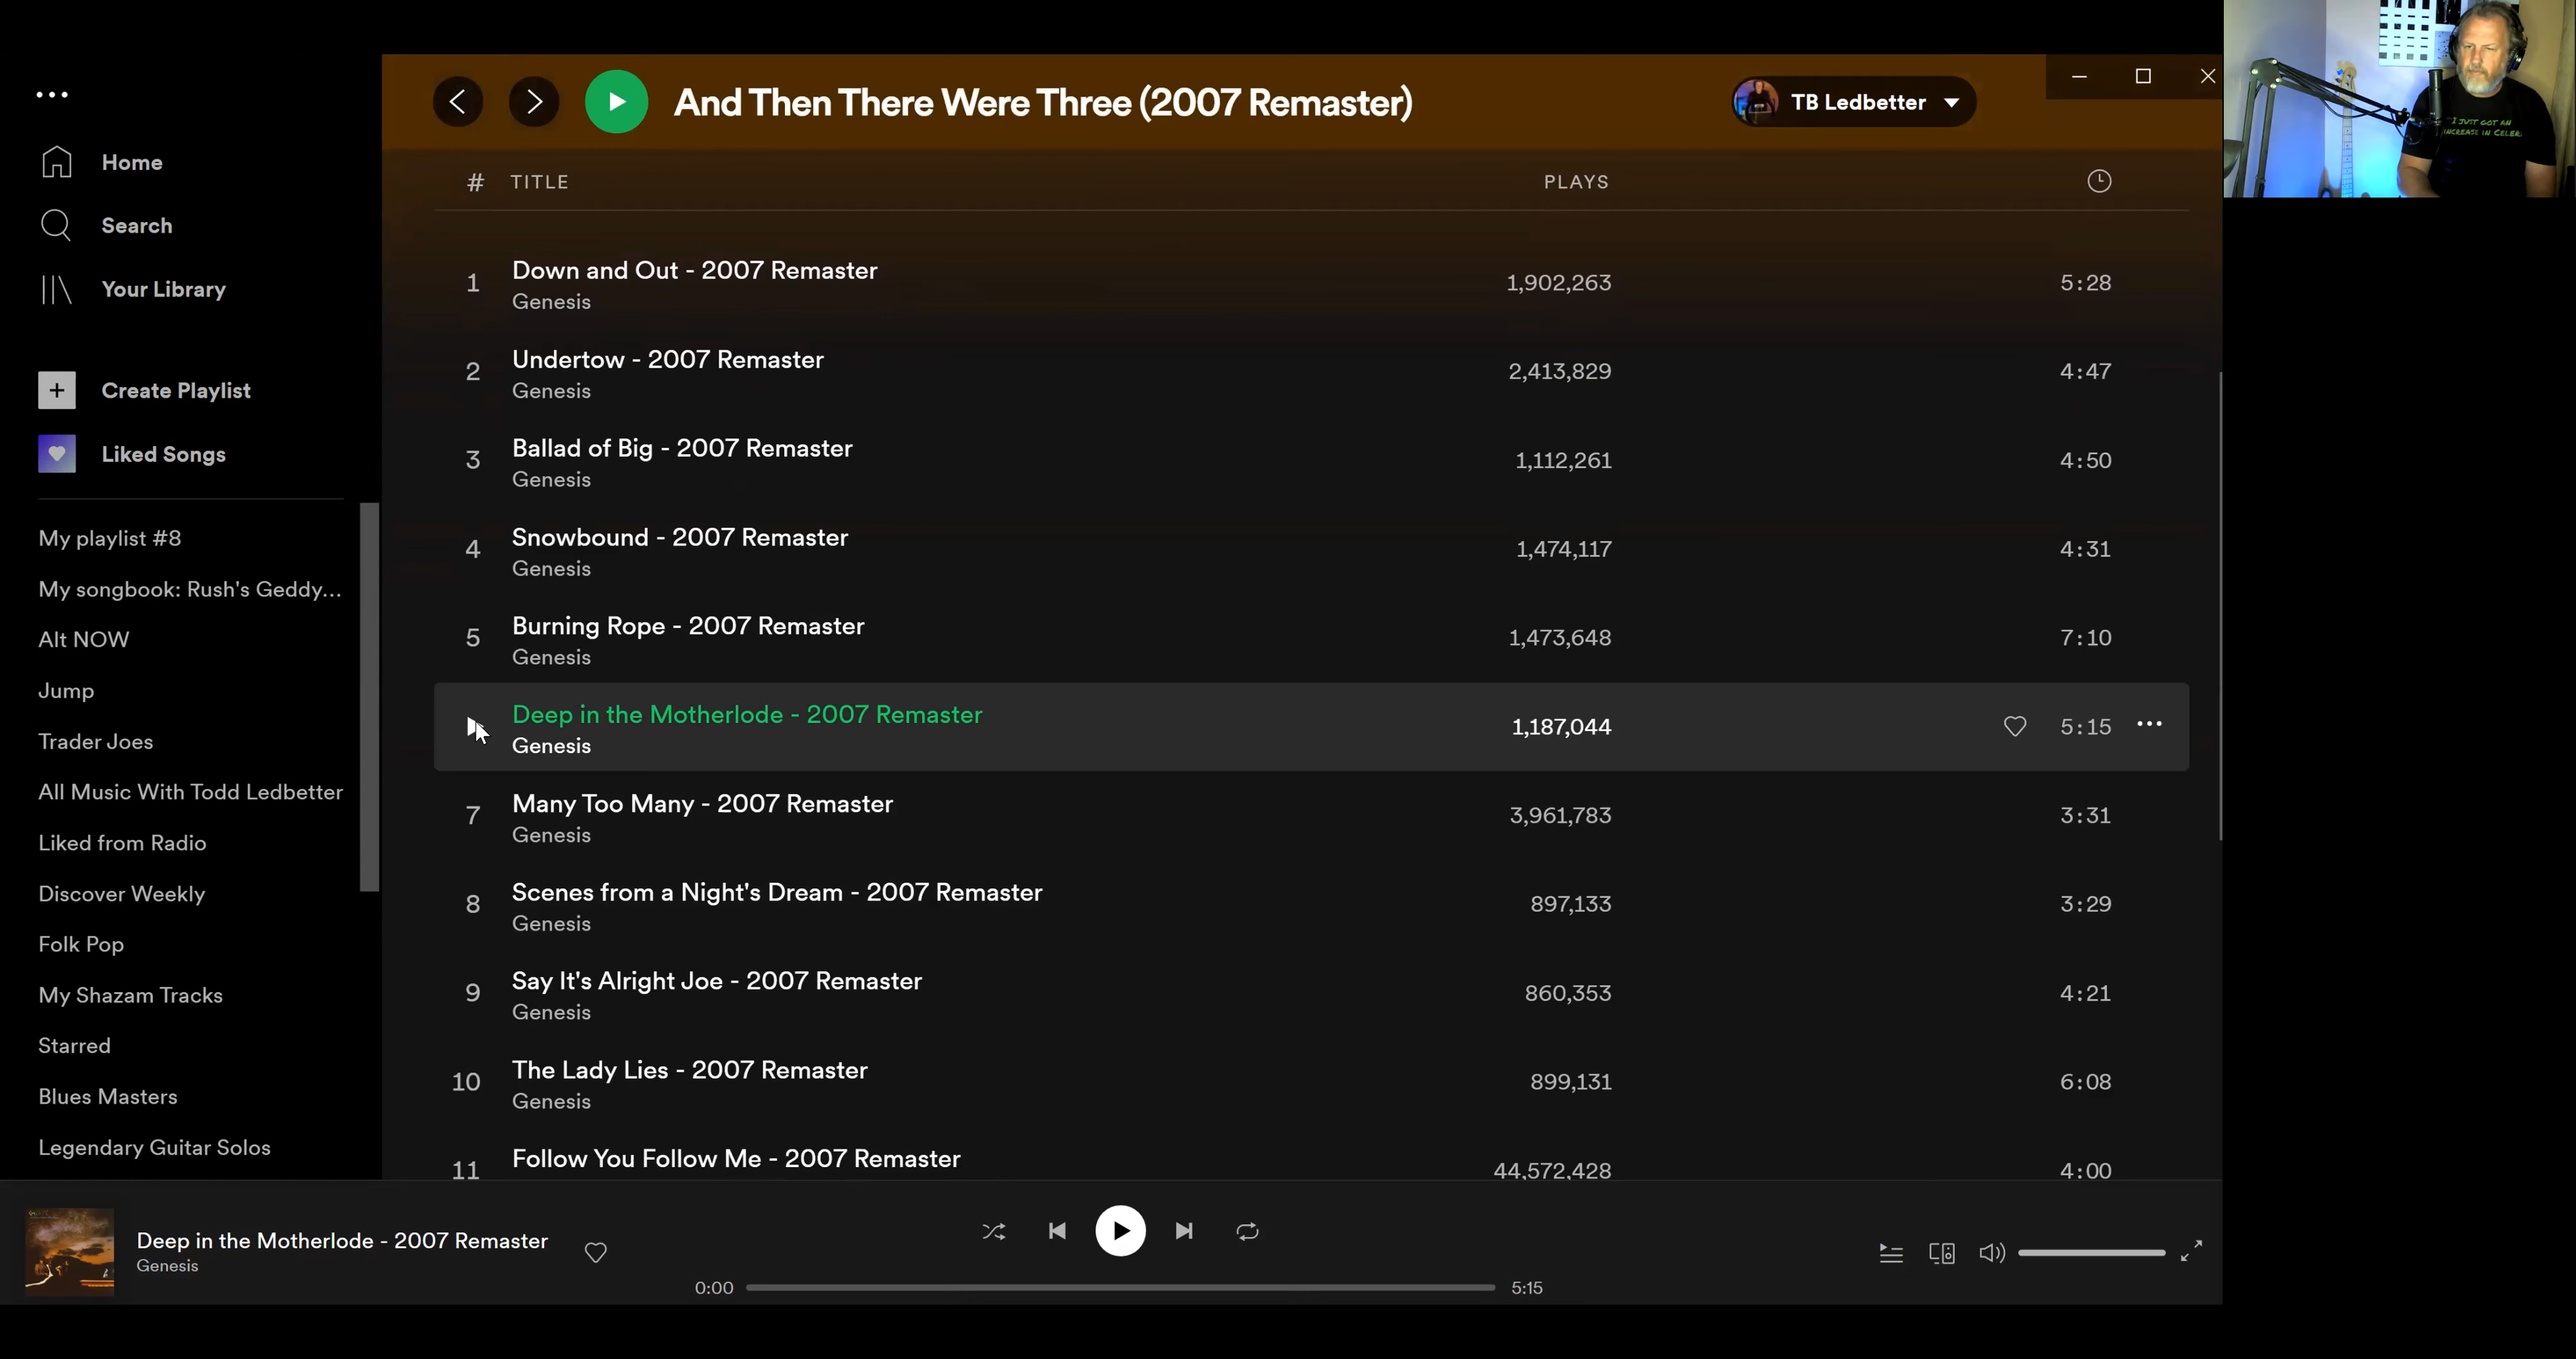 And Then There Were Three (2007 Remaster)
TB Ledbetter
I JUST GOT AN
INCREASE IN CELEB
Home
Search
Your Library
Create Playlist
Liked Songs
My playlist #8
My songbook: Rush's Geddy...
Alt NOW
Jump
Trader Joes
All Music With Todd Ledbetter
Liked from Radio
Discover Weekly
Folk Pop
My Shazam Tracks
Starred
Blues Masters
Legendary Guitar Solos
# TITLE PLAYS
1 Down and Out - 2007 Remaster 1,902,263 5:28
Genesis
2 Undertow - 2007 Remaster 2,413,829 4:47
Genesis
3 Ballad of Big - 2007 Remaster 1,112,261 4:50
Genesis
4 Snowbound - 2007 Remaster 1,474,117 4:31
Genesis
5 Burning Rope - 2007 Remaster 1,473,648 7:10
Genesis
Deep in the Motherlode - 2007 Remaster 1,187,044 5:15
Genesis
7 Many Too Many - 2007 Remaster 3,961,783 3:31
Genesis
8 Scenes from a Night's Dream - 2007 Remaster 897,133 3:29
Genesis
9 Say It's Alright Joe - 2007 Remaster 860,353 4:21
Genesis
10 The Lady Lies - 2007 Remaster 899,131 6:08
Genesis
11 Follow You Follow Me - 2007 Remaster 44,572,428 4:00
Deep in the Motherlode - 2007 Remaster
Genesis
0:00 5:15